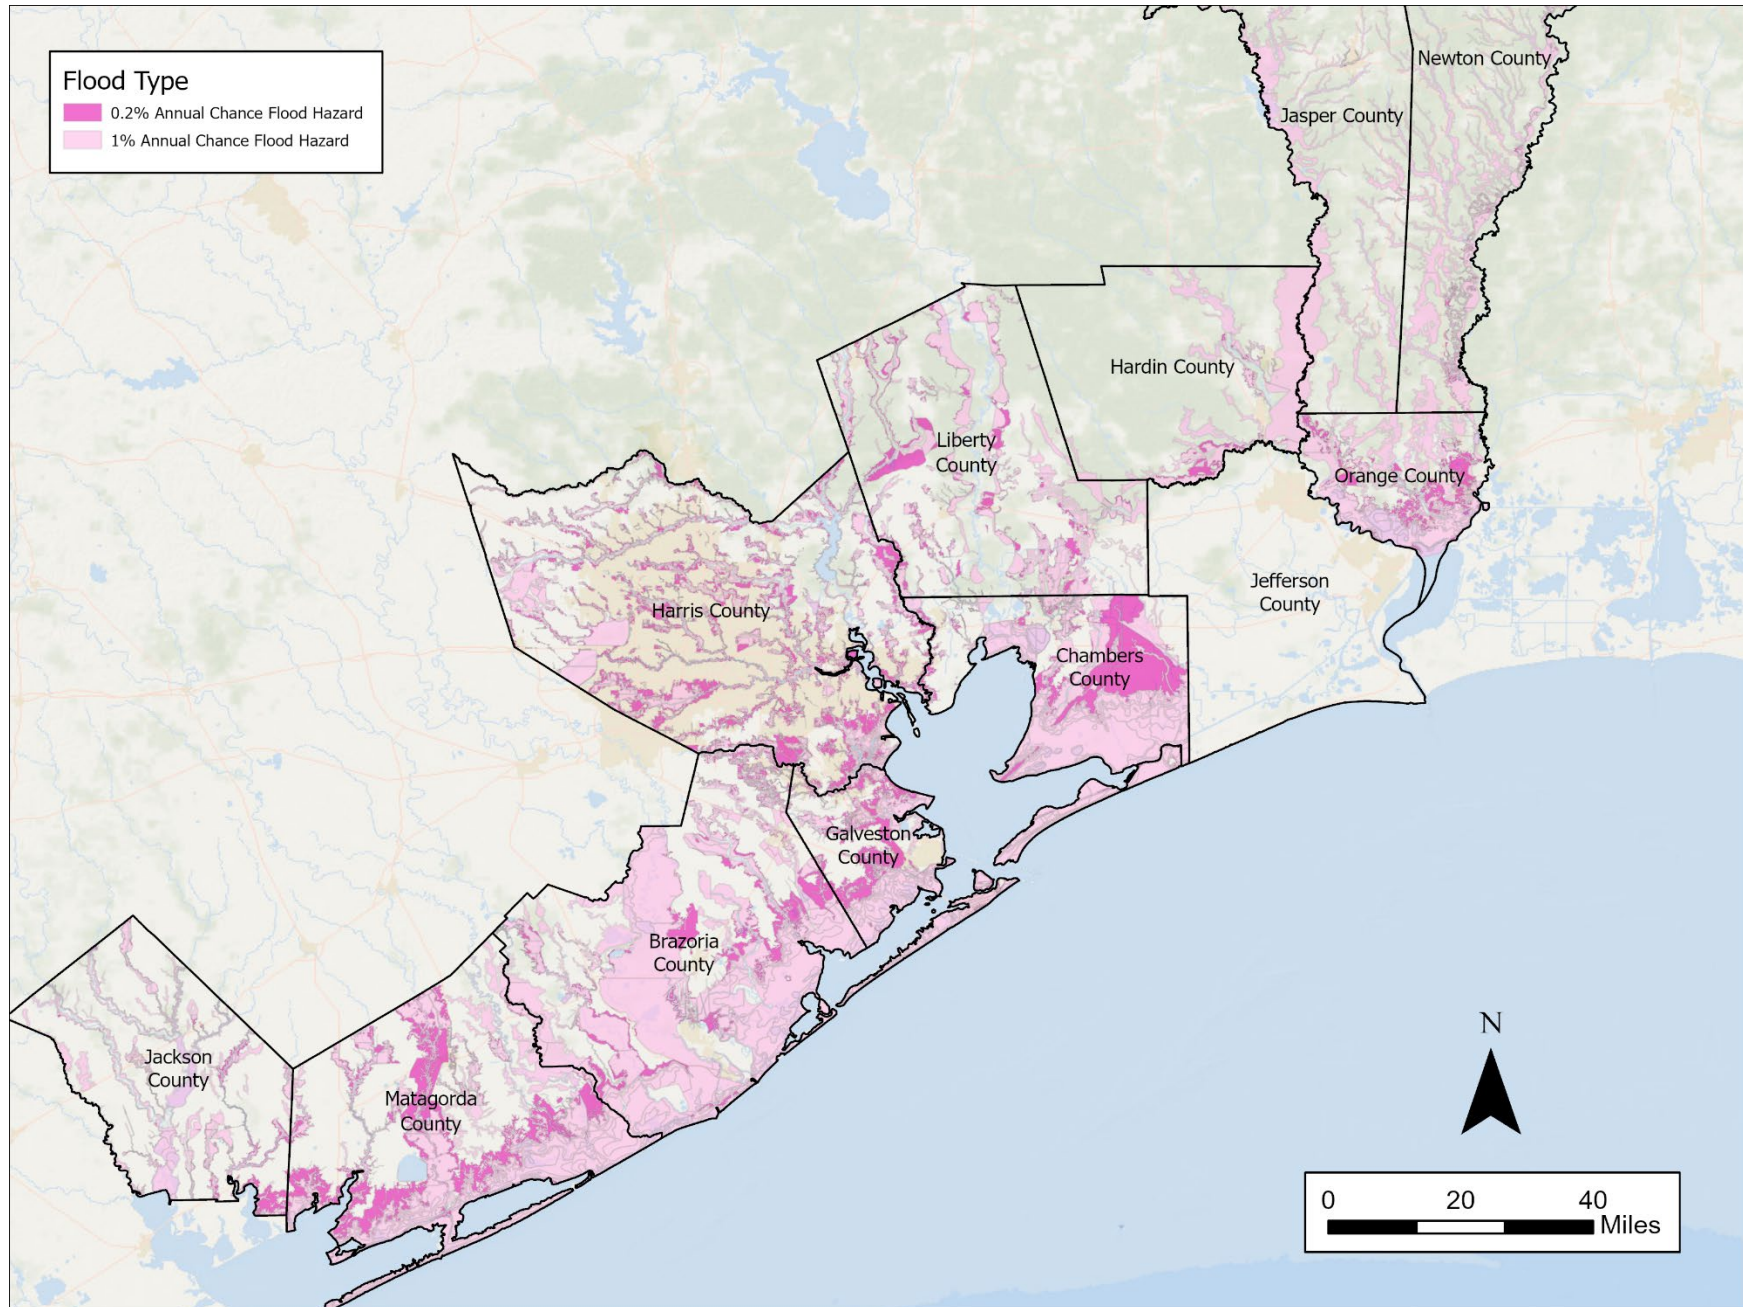 Flood Type
0.2% Annual Chance Flood Hazard
1% Annual Chance Flood Hazard
Newton County
Jasper County
Hardin County
Liberty
County
Orange County
Jefferson
County
Harris County
Chambers
County
Galveston
County
Brazoria
County
Jackson
County
Matagorda
County
N
0 20 40
Miles